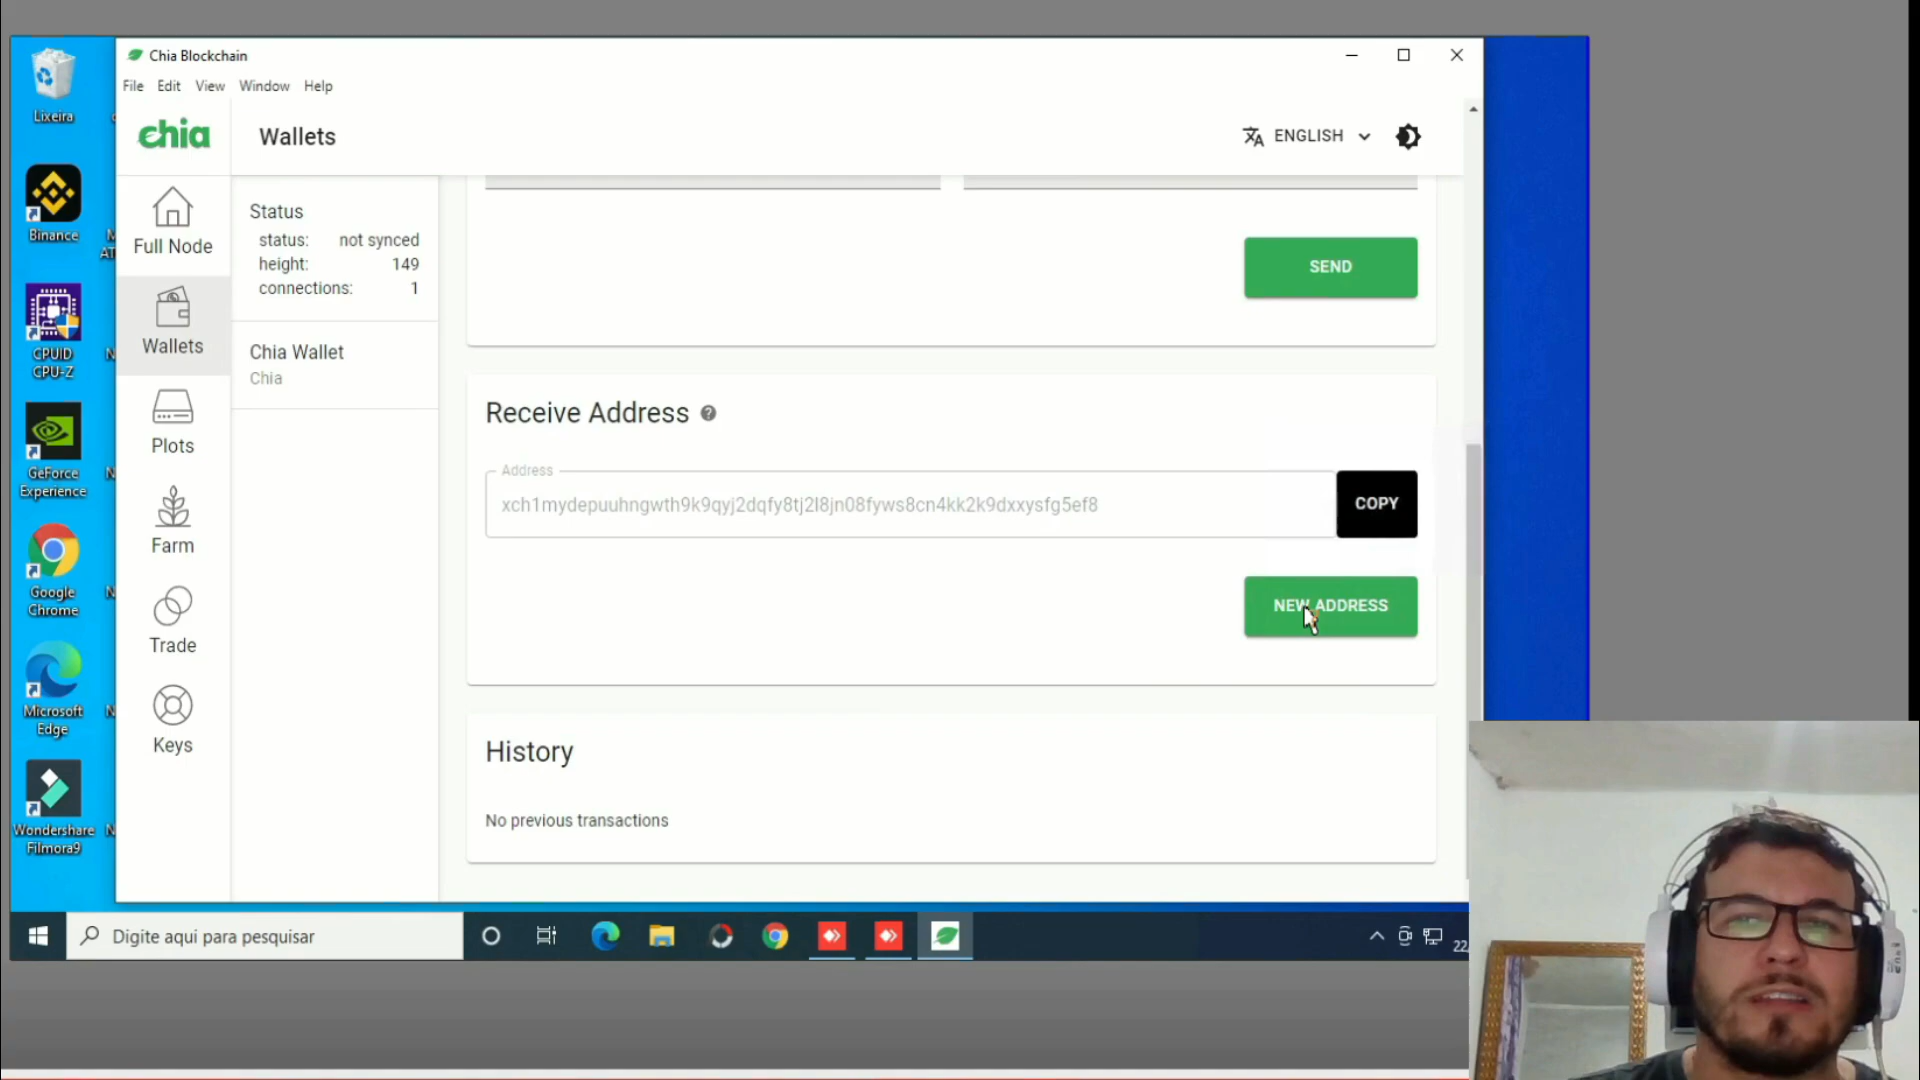 Chia Blockchain
File Edit View Window Help
chia
Wallets
ENGLISH
Lixeira
Binance
CPUID
CPU-Z
GeForce
Experience
Google
Chrome
Microsoft
Edge
Wondershare
Filmora9
Full Node
Wallets
Plots
Farm
Trade
Keys
Status
status: not synced
height: 149
connections: 1
Chia Wallet
Chia
SEND
Receive Address
Address
xch1mydepuuhngwth9k9qyj2dqfy8tj2l8jn08fyws8cn4kk2k9dxxysfg5ef8
COPY
NEW ADDRESS
History
No previous transactions
Digite aqui para pesquisar